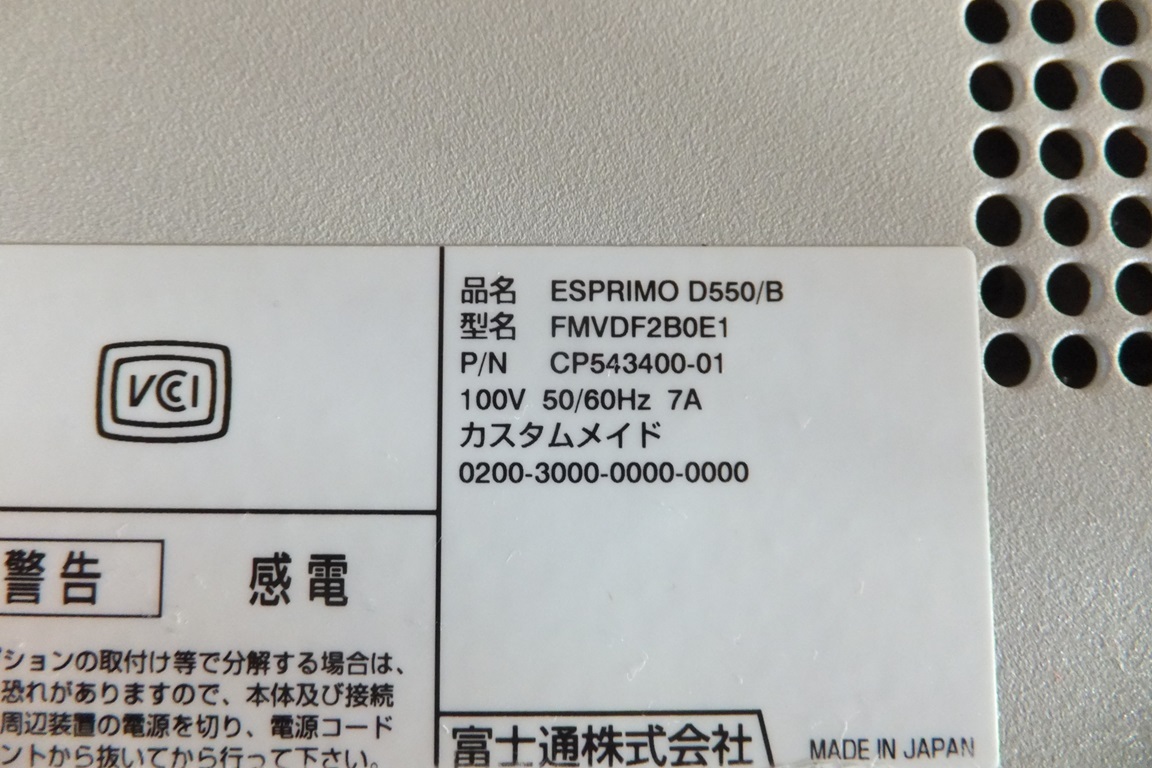 VCCI
品名 ESPRIMO D550/B
型名 FMVDF2B0E1
P/N CP543400-01
100V 50/60Hz 7A
カスタムメイド
0200-3000-0000-0000
警告 感電
ションの取付け等で分解する場合は、
恐れがありますので、本体及び接続
周辺装置の電源を切り、電源コード
ントから抜いてから行って下さい。
富士通株式会社
MADE IN JAPAN